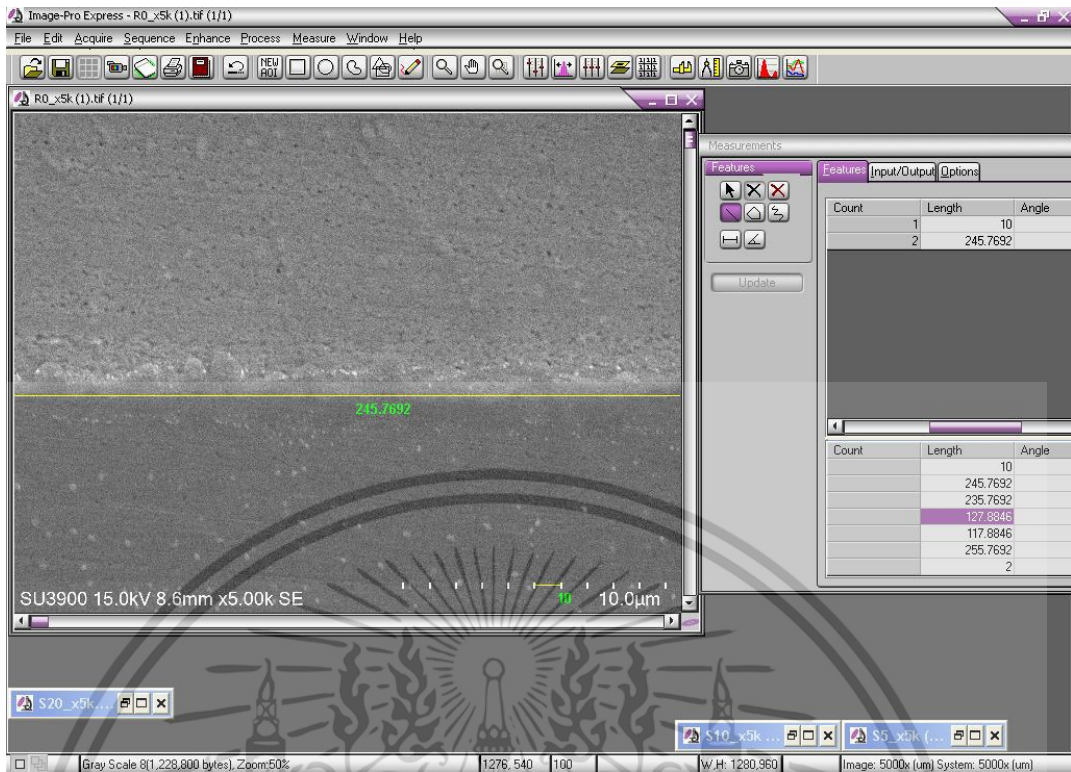 Image-Pro Express - R0_x5k (1).tif (1/1)
File Edit Acquire Sequence Enhance Process Measure Window Help
NEW
AOI
R0_x5k (1).tif (1/1)
245.7692
10
SU3900 15.0kV 8.6mm x5.00k SE
10.0µm
Measurements
Features
Update
Features Input/Output Options
Count Length Angle
1 10
2 245.7692
Count Length Angle
10
245.7692
235.7692
127.8846
117.8846
255.7692
2
S20_x5k...
S10_x5k ...
S5_x5k (...
Gray Scale 8(1,228,800 bytes), Zoom:50%
1276, 540
100
W,H: 1280,960
Image: 5000x (um) System: 5000x (um)